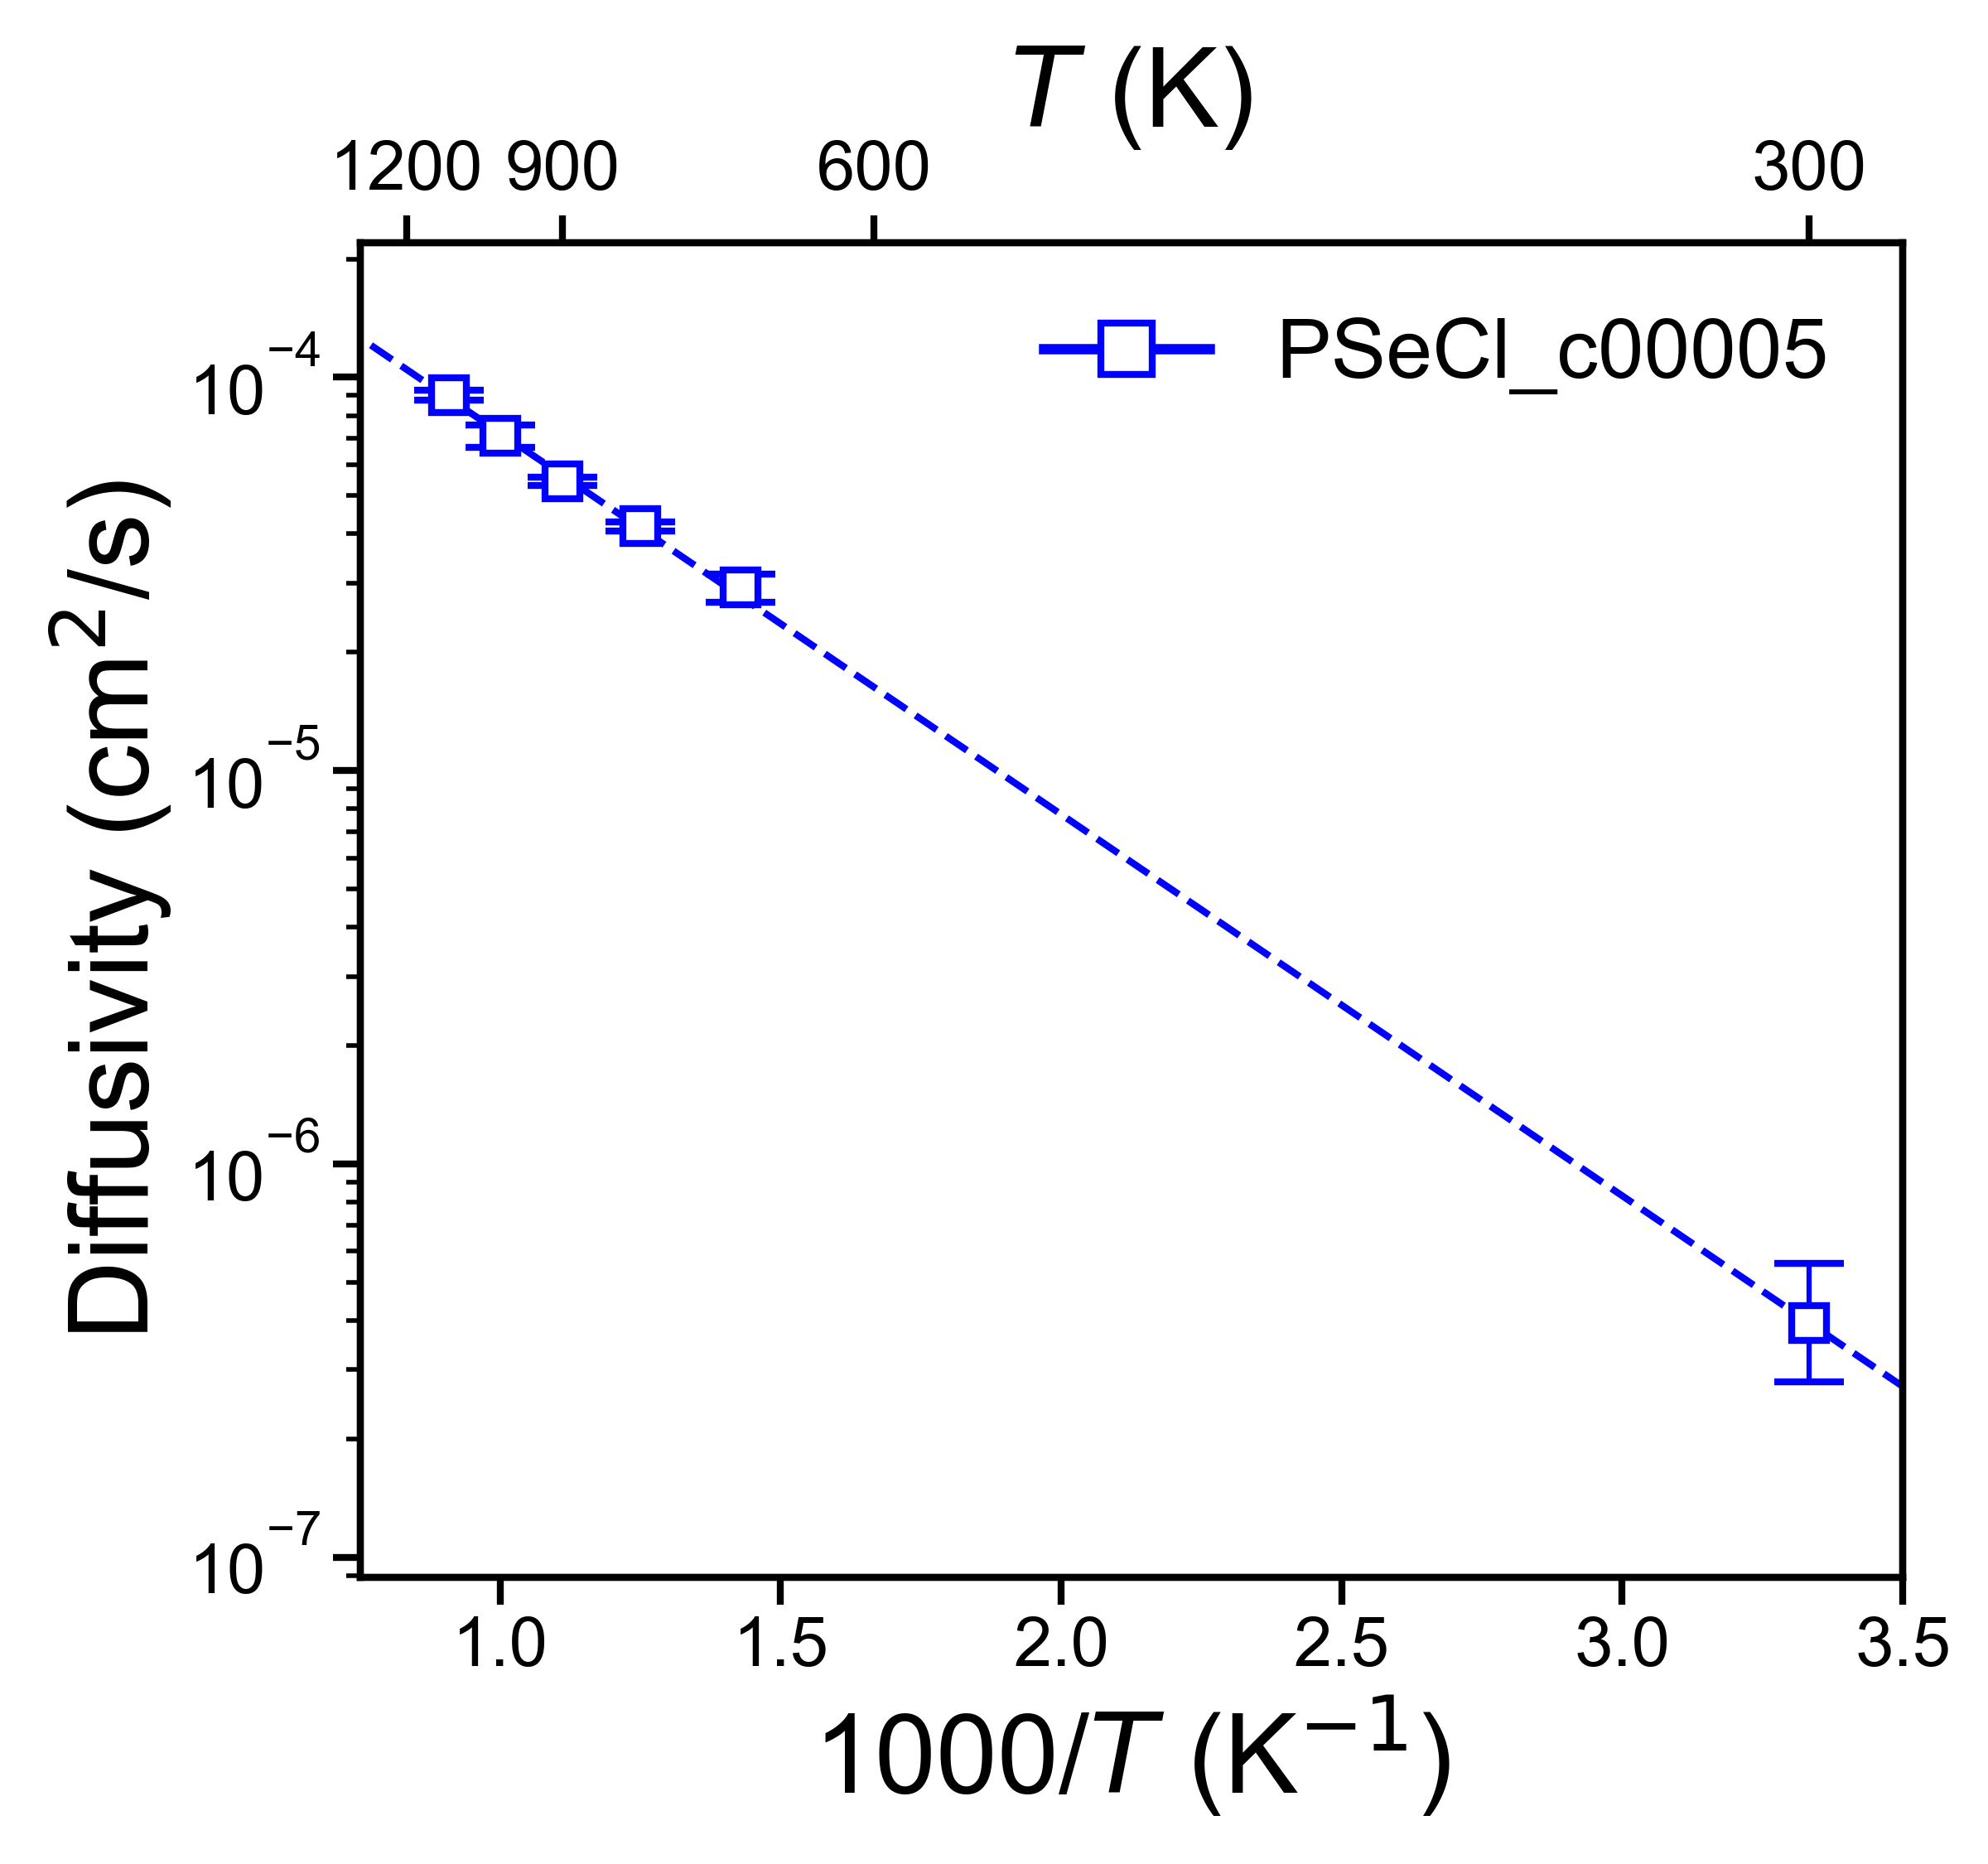 T (K)
1200 900 600 300
PSeCl_c00005
Diffusivity (cm²/s)
10⁻⁴
10⁻⁵
10⁻⁶
10⁻⁷
1.0 1.5 2.0 2.5 3.0 3.5
1000/T (K⁻¹)